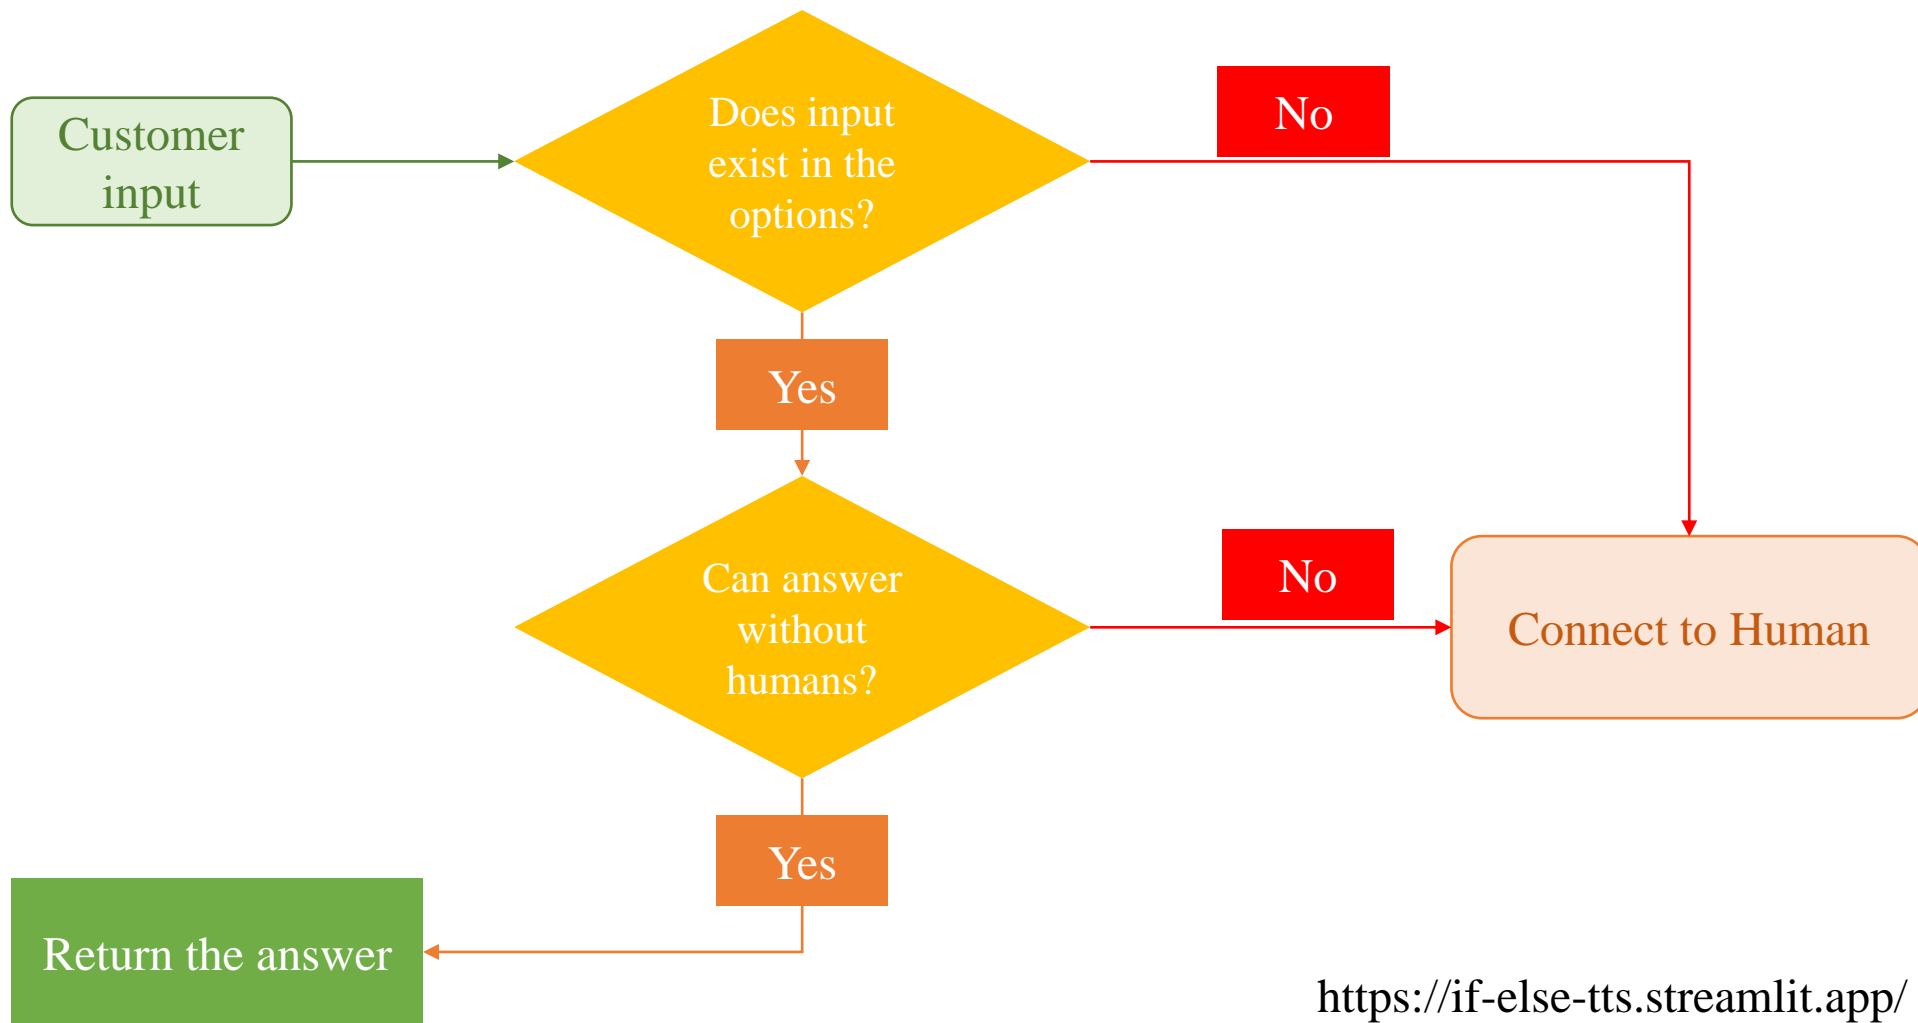 Customer
input
Does input
exist in the
options?
No
Yes
Can answer
without
humans?
No
Connect to Human
Yes
Return the answer
https://if-else-tts.streamlit.app/